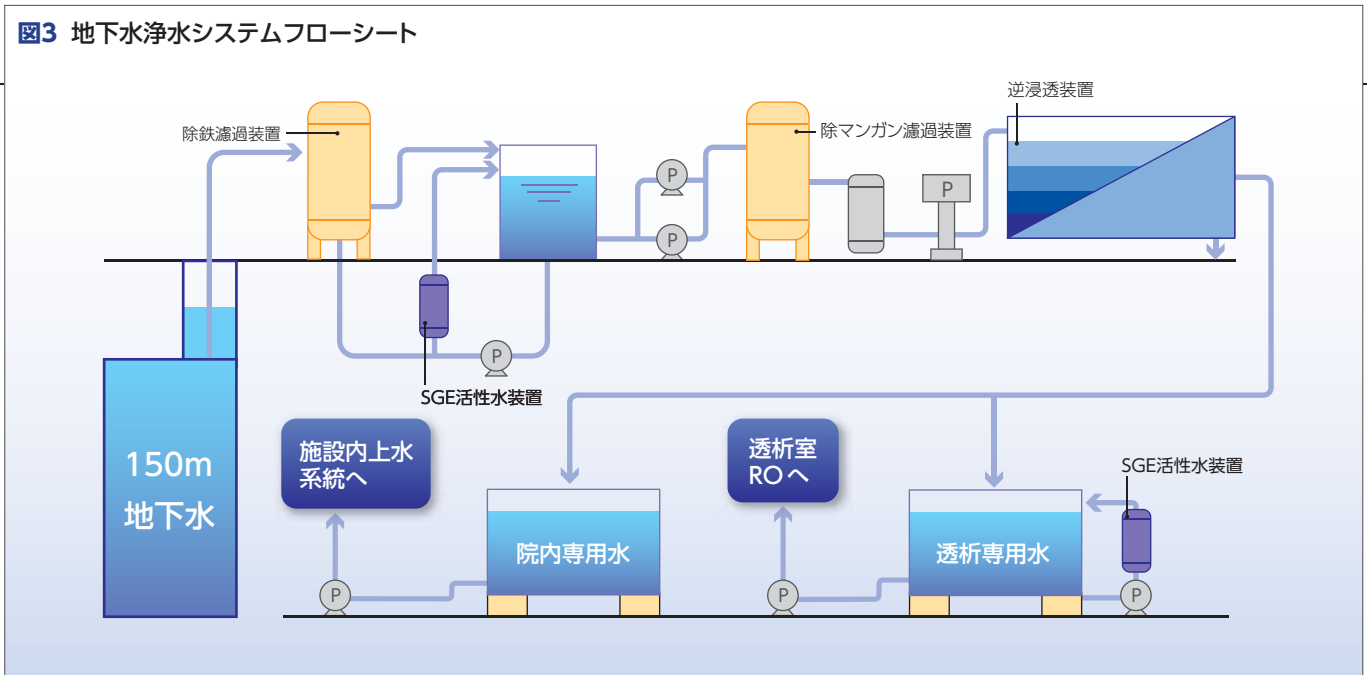 図3 地下水浄水システムフローシート
逆浸透装置
除鉄濾過装置
除マンガン濾過装置
P
P
P
P
SGE活性水装置
150m
地下水
施設内上水
系統へ
透析室
ROへ
SGE活性水装置
院内専用水
透析専用水
P
P
P